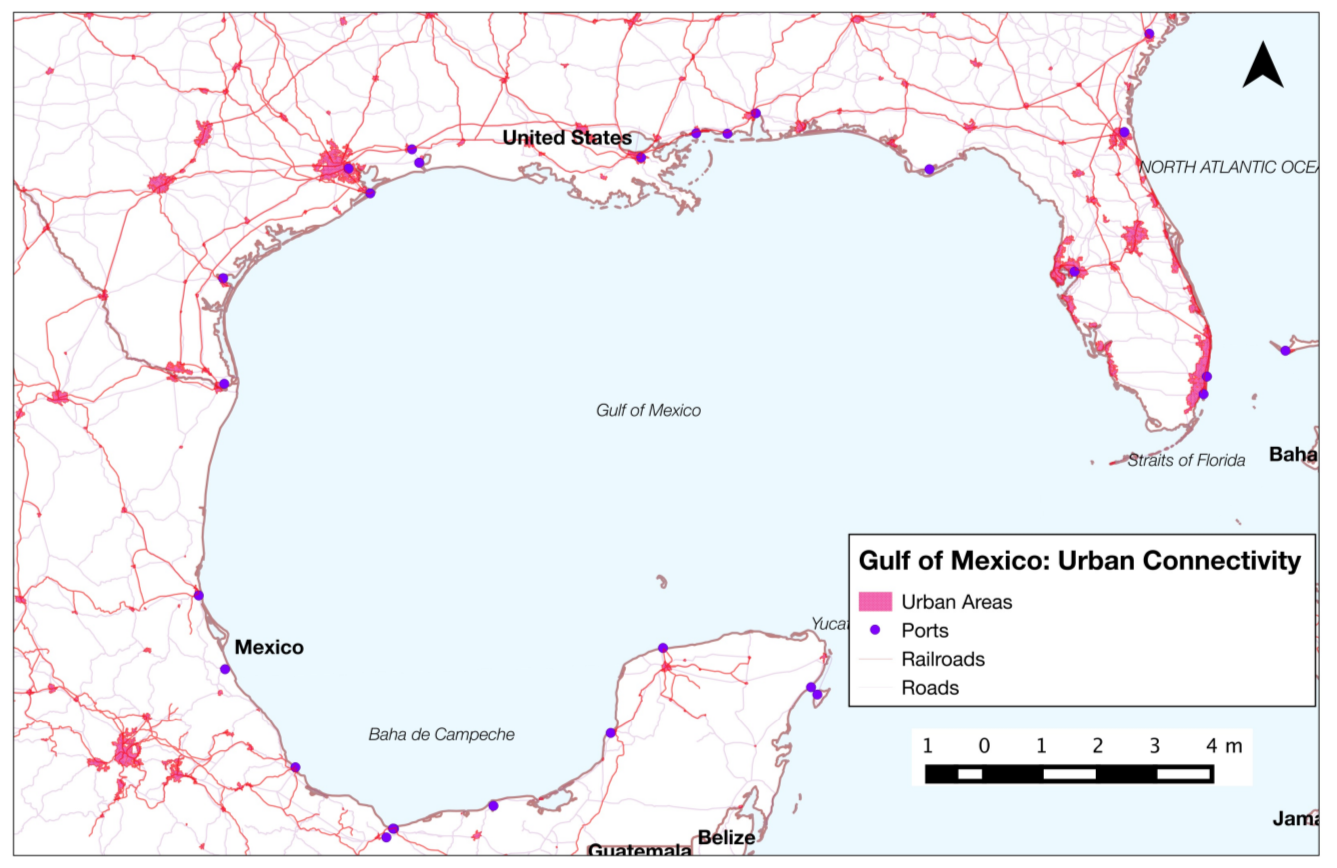 United States
NORTH ATLANTIC OCEA
Gulf of Mexico
Straits of Florida
Baha
Gulf of Mexico: Urban Connectivity
Urban Areas
Ports
Railroads
Roads
Yucat
Mexico
Baha de Campeche
1 0 1 2 3 4 m
Jama
Belize
Guatemala